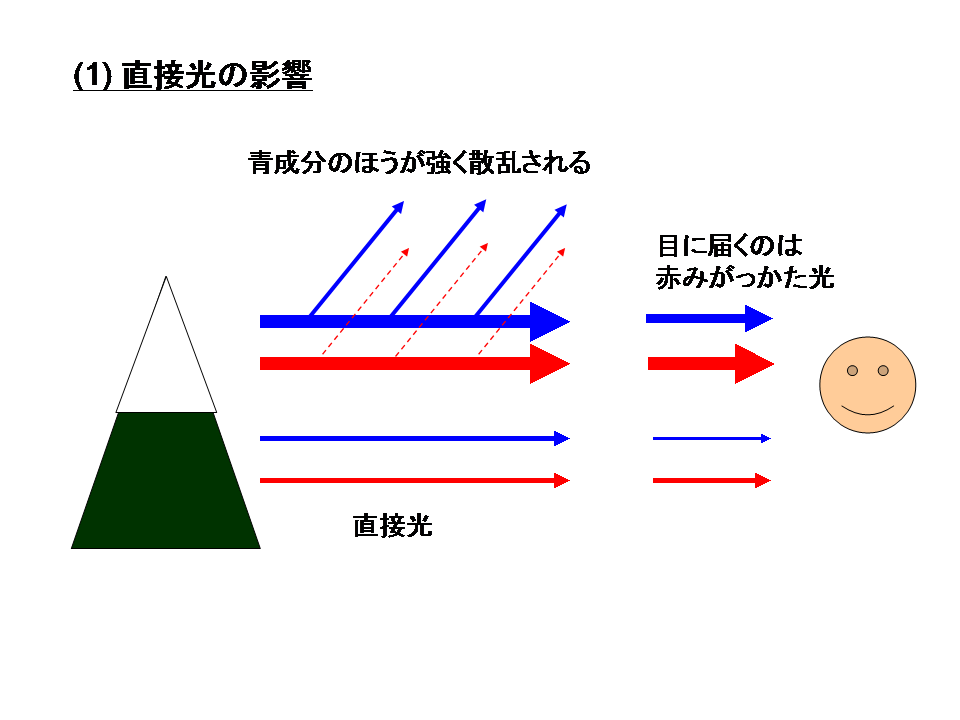 (1) 直接光の影響
青成分のほうが強く散乱される
目に届くのは
赤みがっかた光
直接光